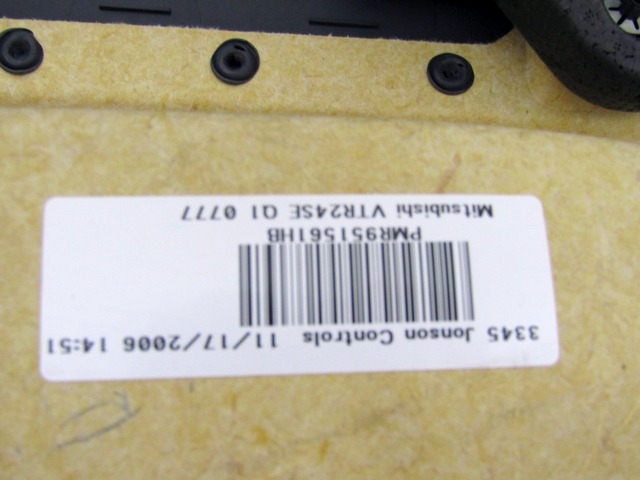 3345 Jonson Controls 11/17/2006 14:51
PMR951561HB
Mitsubishi VTR24SE Q1 0777